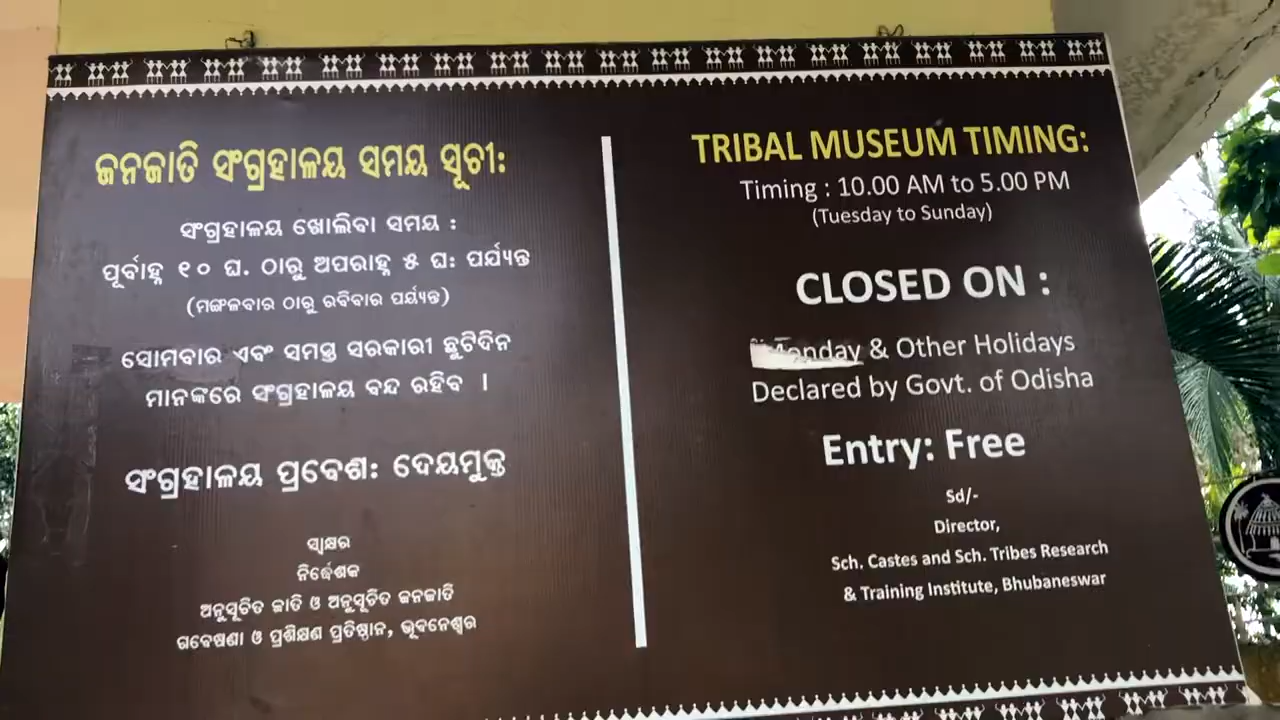 ଜନଜାତି ସଂଗ୍ରହାଳୟ ସମୟ ସୂଚୀ:
ସଂଗ୍ରହାଳୟ ଖୋଲିବା ସମୟ :
ପୂର୍ବାହ୍ନ ୧୦ ଘ. ଠାରୁ ଅପରାହ୍ନ ୫ ଘ: ପର୍ଯ୍ୟନ୍ତ
(ମଙ୍ଗଳବାର ଠାରୁ ରବିବାର ପର୍ୟ୍ୟନ୍ତ)
ସୋମବାର ଏବଂ ସମସ୍ତ ସରକାରୀ ଛୁଟିଦିନ
ମାନଙ୍କରେ ସଂଗ୍ରହାଳୟ ବନ୍ଦ ରହିବ ।
ସଂଗ୍ରହାଳୟ ପ୍ରବେଶ: ଦେୟମୁକ୍ତ
ସ୍ୱାକ୍ଷର
ନିର୍ଦ୍ଧେଶକ
ଅନୁସୂଚିତ ଜାତି ଓ ଅନୁସୂଚିତ ଜନଜାତି
ଗବେଷଣା ଓ ପ୍ରଶିକ୍ଷଣ ପ୍ରତିଷ୍ଠାନ, ଭୂବନେଶ୍ୱର
TRIBAL MUSEUM TIMING:
Timing : 10.00 AM to 5.00 PM
(Tuesday to Sunday)
CLOSED ON :
Monday & Other Holidays
Declared by Govt. of Odisha
Entry: Free
Sd/-
Director,
Sch. Castes and Sch. Tribes Research
& Training Institute, Bhubaneswar